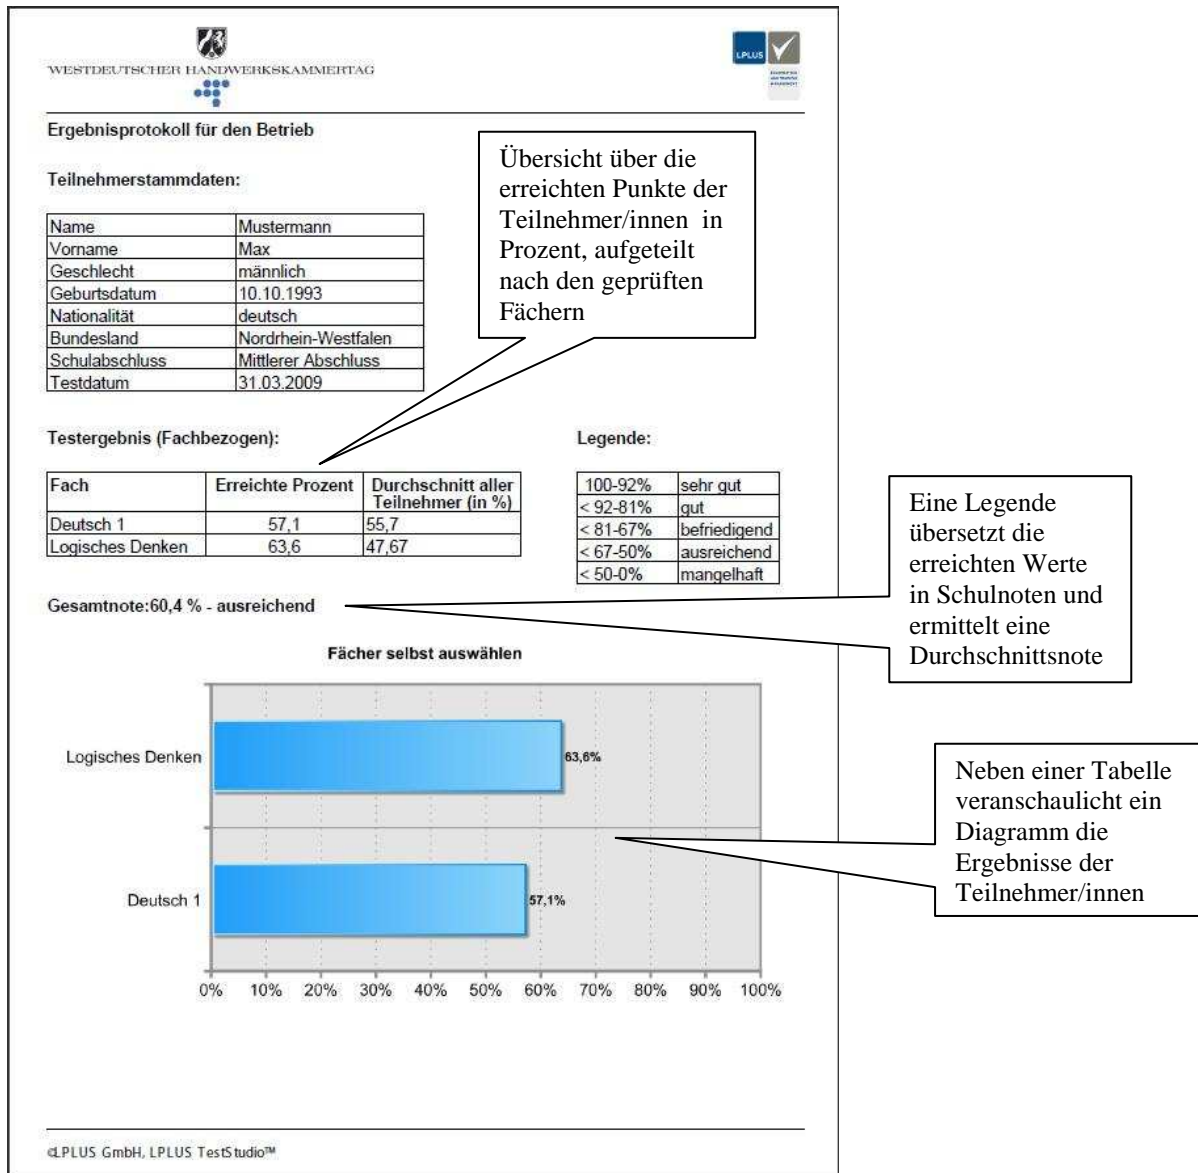 WESTDEUTSCHER HANDWERKSKAMMERTAG
LPLUS
Ergebnisprotokoll für den Betrieb
Teilnehmerstammdaten:
Name Mustermann
Vorname Max
Geschlecht männlich
Geburtsdatum 10.10.1993
Nationalität deutsch
Bundesland Nordrhein-Westfalen
Schulabschluss Mittlerer Abschluss
Testdatum 31.03.2009
Übersicht über die
erreichten Punkte der
Teilnehmer/innen in
Prozent, aufgeteilt
nach den geprüften
Fächern
Testergebnis (Fachbezogen):
Fach Erreichte Prozent Durchschnitt aller
Teilnehmer (in %)
Deutsch 1 57,1 55,7
Logisches Denken 63,6 47,67
Legende:
100-92% sehr gut
< 92-81% gut
< 81-67% befriedigend
< 67-50% ausreichend
< 50-0% mangelhaft
Gesamtnote:60,4 % - ausreichend
Eine Legende
übersetzt die
erreichten Werte
in Schulnoten und
ermittelt eine
Durchschnittsnote
Fächer selbst auswählen
Logisches Denken 63,6%
Deutsch 1 57,1%
0% 10% 20% 30% 40% 50% 60% 70% 80% 90% 100%
Neben einer Tabelle
veranschaulicht ein
Diagramm die
Ergebnisse der
Teilnehmer/innen
©LPLUS GmbH, LPLUS TestStudio™